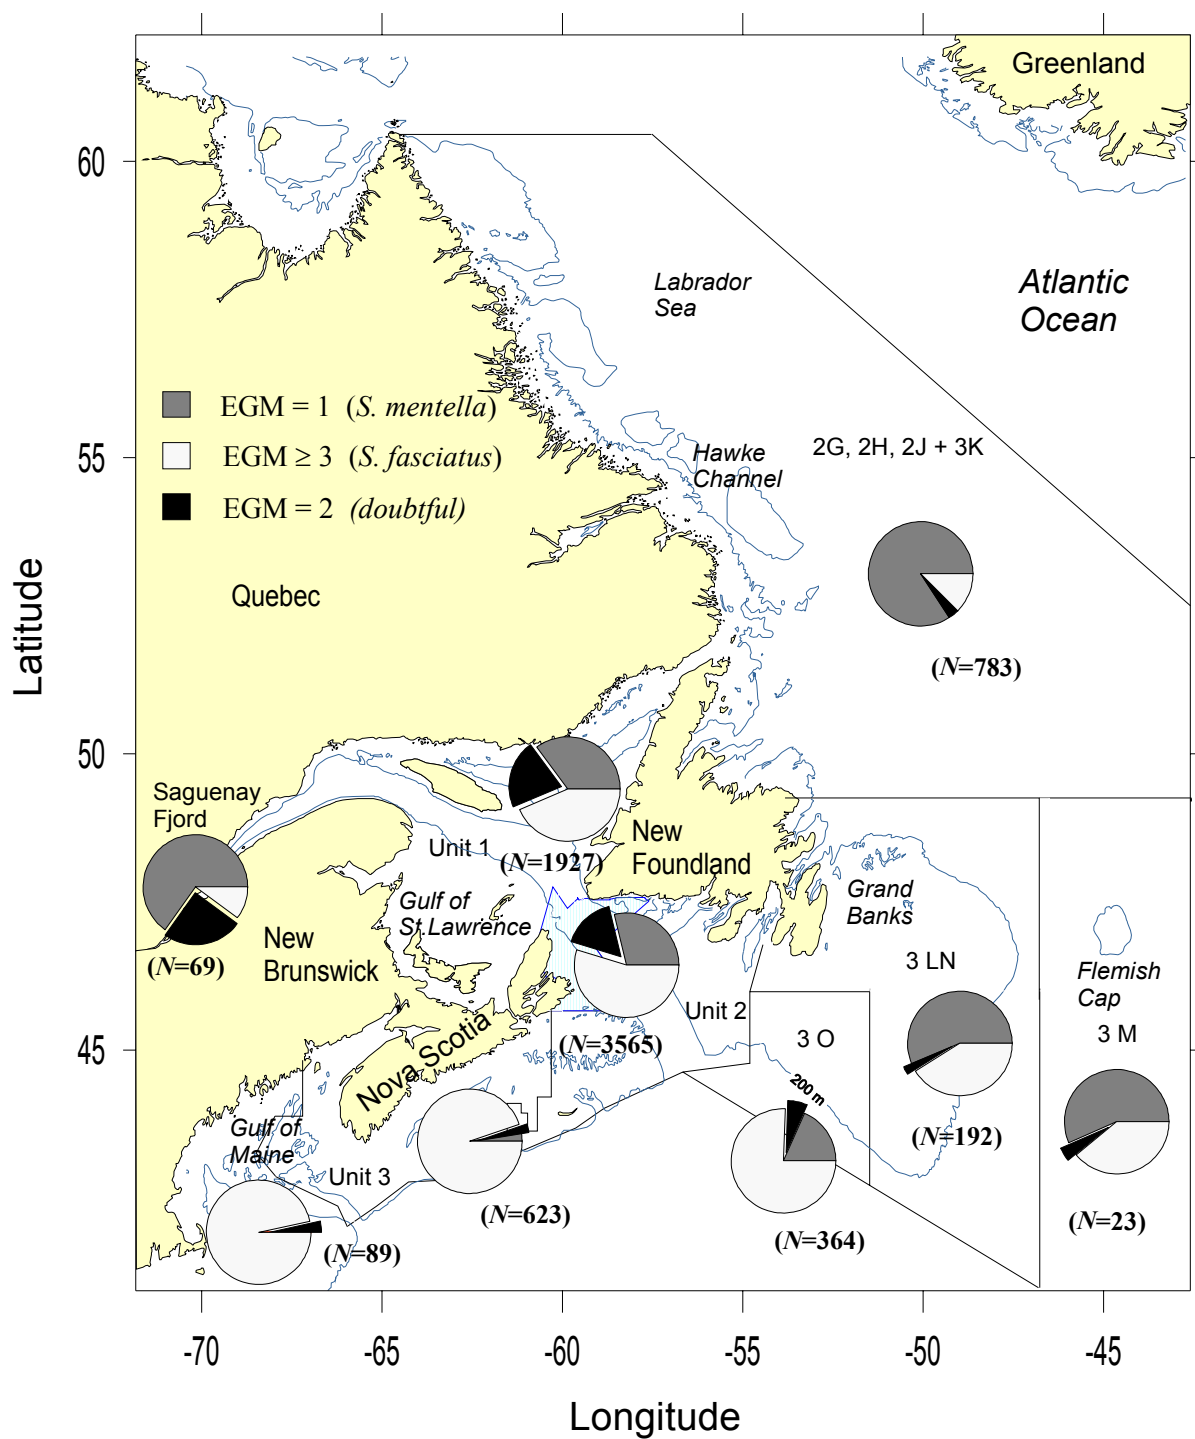 Greenland
60
Labrador
Sea
Atlantic
Ocean
EGM = 1 (S. mentella)
EGM ≥ 3 (S. fasciatus)
EGM = 2 (doubtful)
55
Hawke
Channel
2G, 2H, 2J + 3K
Latitude
Quebec
(N=783)
50
Saguenay
Fjord
Unit 1
(N=1927)
New
Foundland
Gulf of
St.Lawrence
Grand
Banks
New
Brunswick
(N=69)
3 LN
Flemish
Cap
3 M
Unit 2
3 O
45
Nova Scotia
(N=3565)
200 m
Gulf of
Maine
Unit 3
(N=192)
(N=623)
(N=364)
(N=23)
(N=89)
-70
-65
-60
-55
-50
-45
Longitude